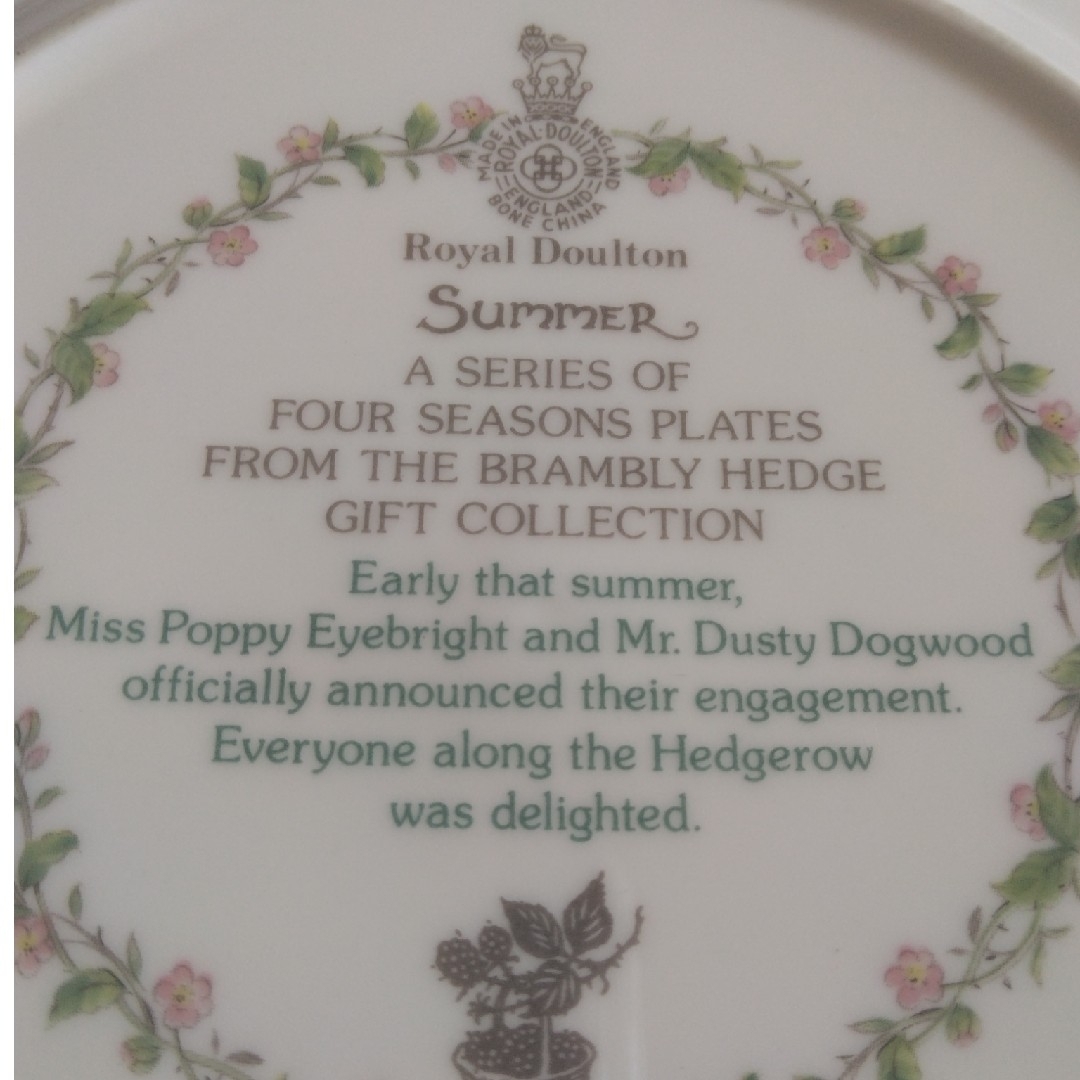 MADE IN ENGLAND
ROYAL·DOULTON
ENGLAND
BONE CHINA
Royal Doulton
Summer
A SERIES OF
FOUR SEASONS PLATES
FROM THE BRAMBLY HEDGE
GIFT COLLECTION
Early that summer,
Miss Poppy Eyebright and Mr. Dusty Dogwood
officially announced their engagement.
Everyone along the Hedgerow
was delighted.